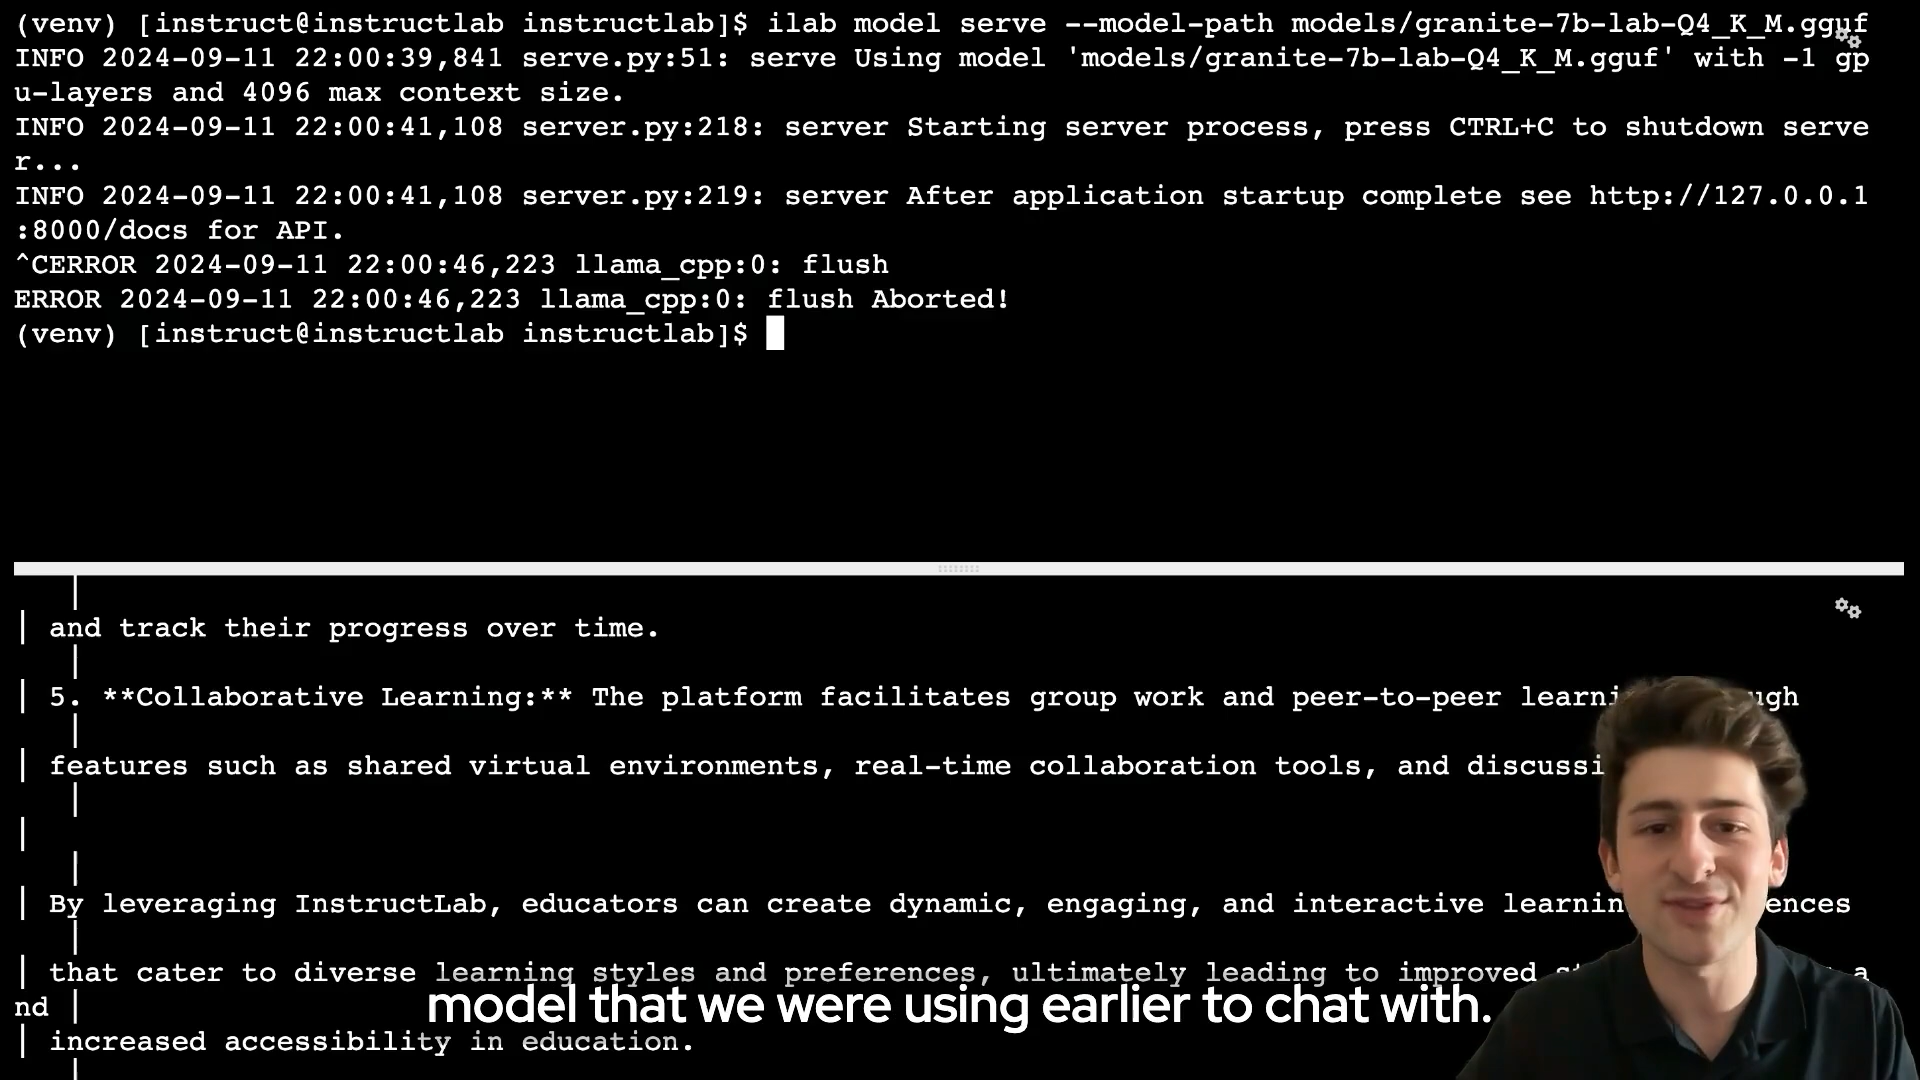 (venv) [instruct@instructlab instructlab]$ ilab model serve --model-path models/granite-7b-lab-Q4_K_M.gguf
INFO 2024-09-11 22:00:39,841 serve.py:51: serve Using model 'models/granite-7b-lab-Q4_K_M.gguf' with -1 gp
u-layers and 4096 max context size.
INFO 2024-09-11 22:00:41,108 server.py:218: server Starting server process, press CTRL+C to shutdown serve
r...
INFO 2024-09-11 22:00:41,108 server.py:219: server After application startup complete see http://127.0.0.1
:8000/docs for API.
^CERROR 2024-09-11 22:00:46,223 llama_cpp:0: flush
ERROR 2024-09-11 22:00:46,223 llama_cpp:0: flush Aborted!
(venv) [instruct@instructlab instructlab]$
|
| and track their progress over time.
|
| 5. **Collaborative Learning:** The platform facilitates group work and peer-to-peer
|
| features such as shared virtual environments, real-time collaboration tools, and
|
|
|
| By leveraging InstructLab, educators can create dynamic, engaging, and interactive
|
| that cater to diverse learning styles and preferences, ultimately leading to improved a
nd |
model that we were using earlier to chat with.
| increased accessibility in education.
|